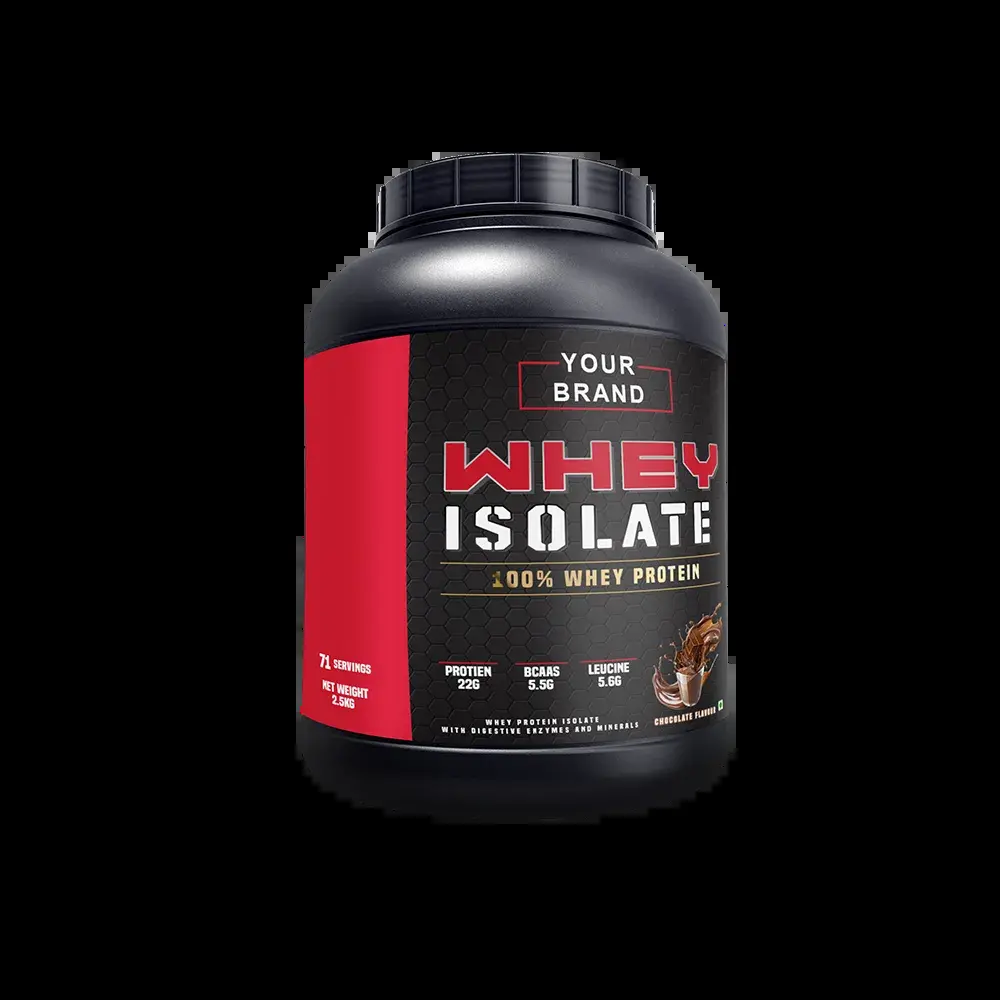 YOUR
BRAND
WHEY
ISOLATE
100% WHEY PROTEIN
71 SERVINGS
NET WEIGHT
2.5KG
PROTIEN
22G
BCAAS
5.5G
LEUCINE
5.6G
WHEY PROTEIN ISOLATE
WITH DIGESTIVE ENZYMES AND MINERALS
CHOCOLATE FLAVOUR